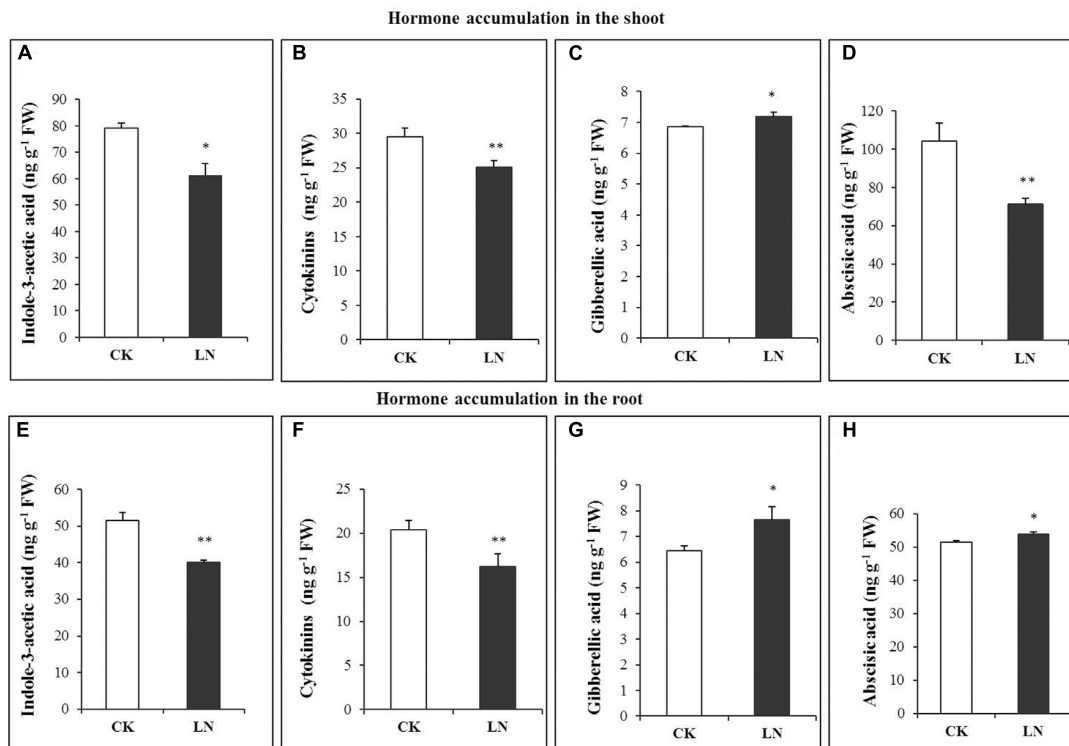 Hormone accumulation in the shoot
A
Indole-3-acetic acid (ng g⁻¹ FW)
90
80
70
60
50
40
30
20
10
0
*
CK LN
B
Cytokinins (ng g⁻¹ FW)
35
30
25
20
15
10
5
0
**
CK LN
C
Gibberellic acid (ng g⁻¹ FW)
8
7
6
5
4
3
2
1
0
*
CK LN
D
Abscisic acid (ng g⁻¹ FW)
120
100
80
60
40
20
0
**
CK LN
Hormone accumulation in the root
E
Indole-3-acetic acid (ng g⁻¹ FW)
60
50
40
30
20
10
0
**
CK LN
F
Cytokinins (ng g⁻¹ FW)
25
20
15
10
5
0
**
CK LN
G
Gibberellic acid (ng g⁻¹ FW)
9
8
7
6
5
4
3
2
1
0
*
CK LN
H
Abscisic acid (ng g⁻¹ FW)
60
50
40
30
20
10
0
*
CK LN